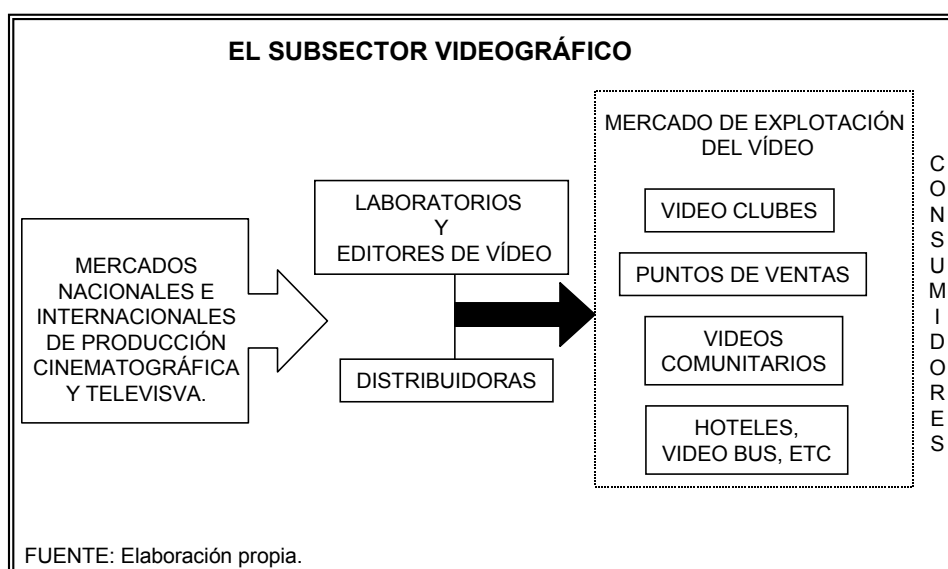 EL SUBSECTOR VIDEOGRÁFICO
MERCADOS
NACIONALES E
INTERNACIONALES
DE PRODUCCIÓN
CINEMATOGRÁFICA
Y TELEVISVA.
LABORATORIOS
Y
EDITORES DE VÍDEO
DISTRIBUIDORAS
MERCADO DE EXPLOTACIÓN
DEL VÍDEO
VIDEO CLUBES
PUNTOS DE VENTAS
VIDEOS
COMUNITARIOS
HOTELES,
VIDEO BUS, ETC
C
O
N
S
U
M
I
D
O
R
E
S
FUENTE: Elaboración propia.